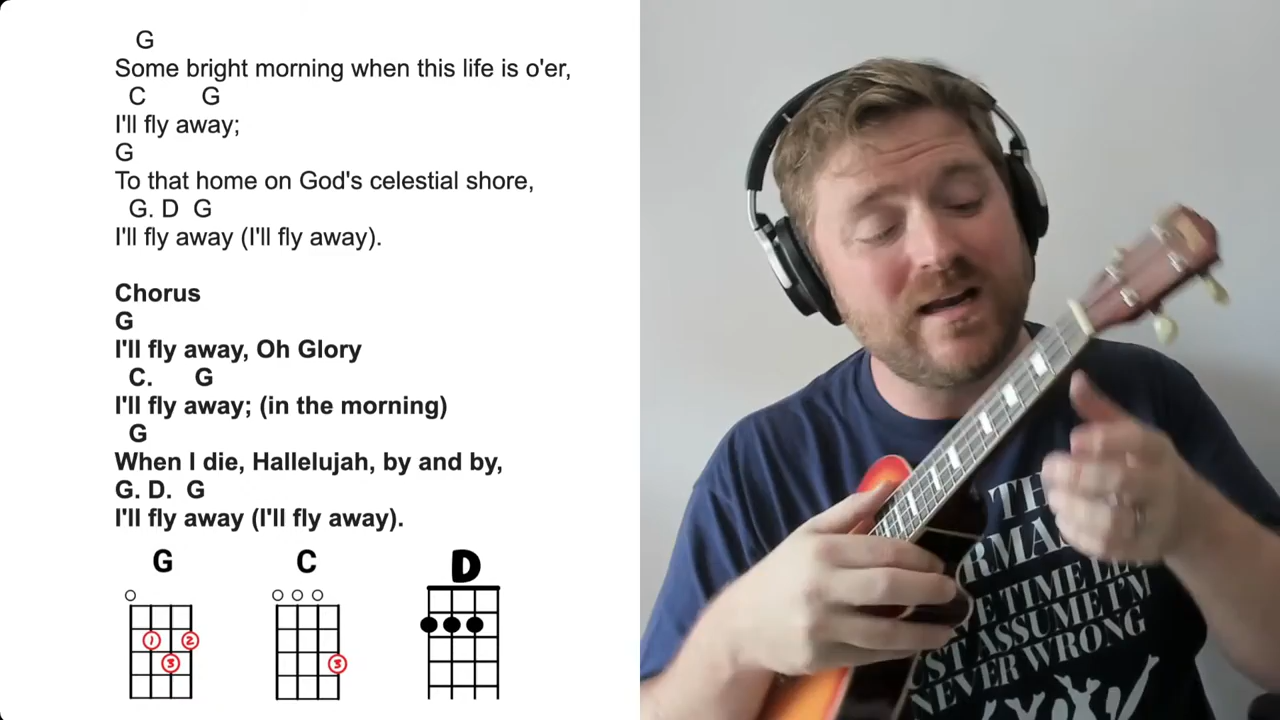 G
Some bright morning when this life is o'er,
C G
I'll fly away;
G
To that home on God's celestial shore,
G. D G
I'll fly away (I'll fly away).
Chorus
G
I'll fly away, Oh Glory
C. G
I'll fly away; (in the morning)
G
When I die, Hallelujah, by and by,
G. D. G
I'll fly away (I'll fly away).
G C D
1 2
3
3
TIME
ASSUME I'M
NEVER WRONG